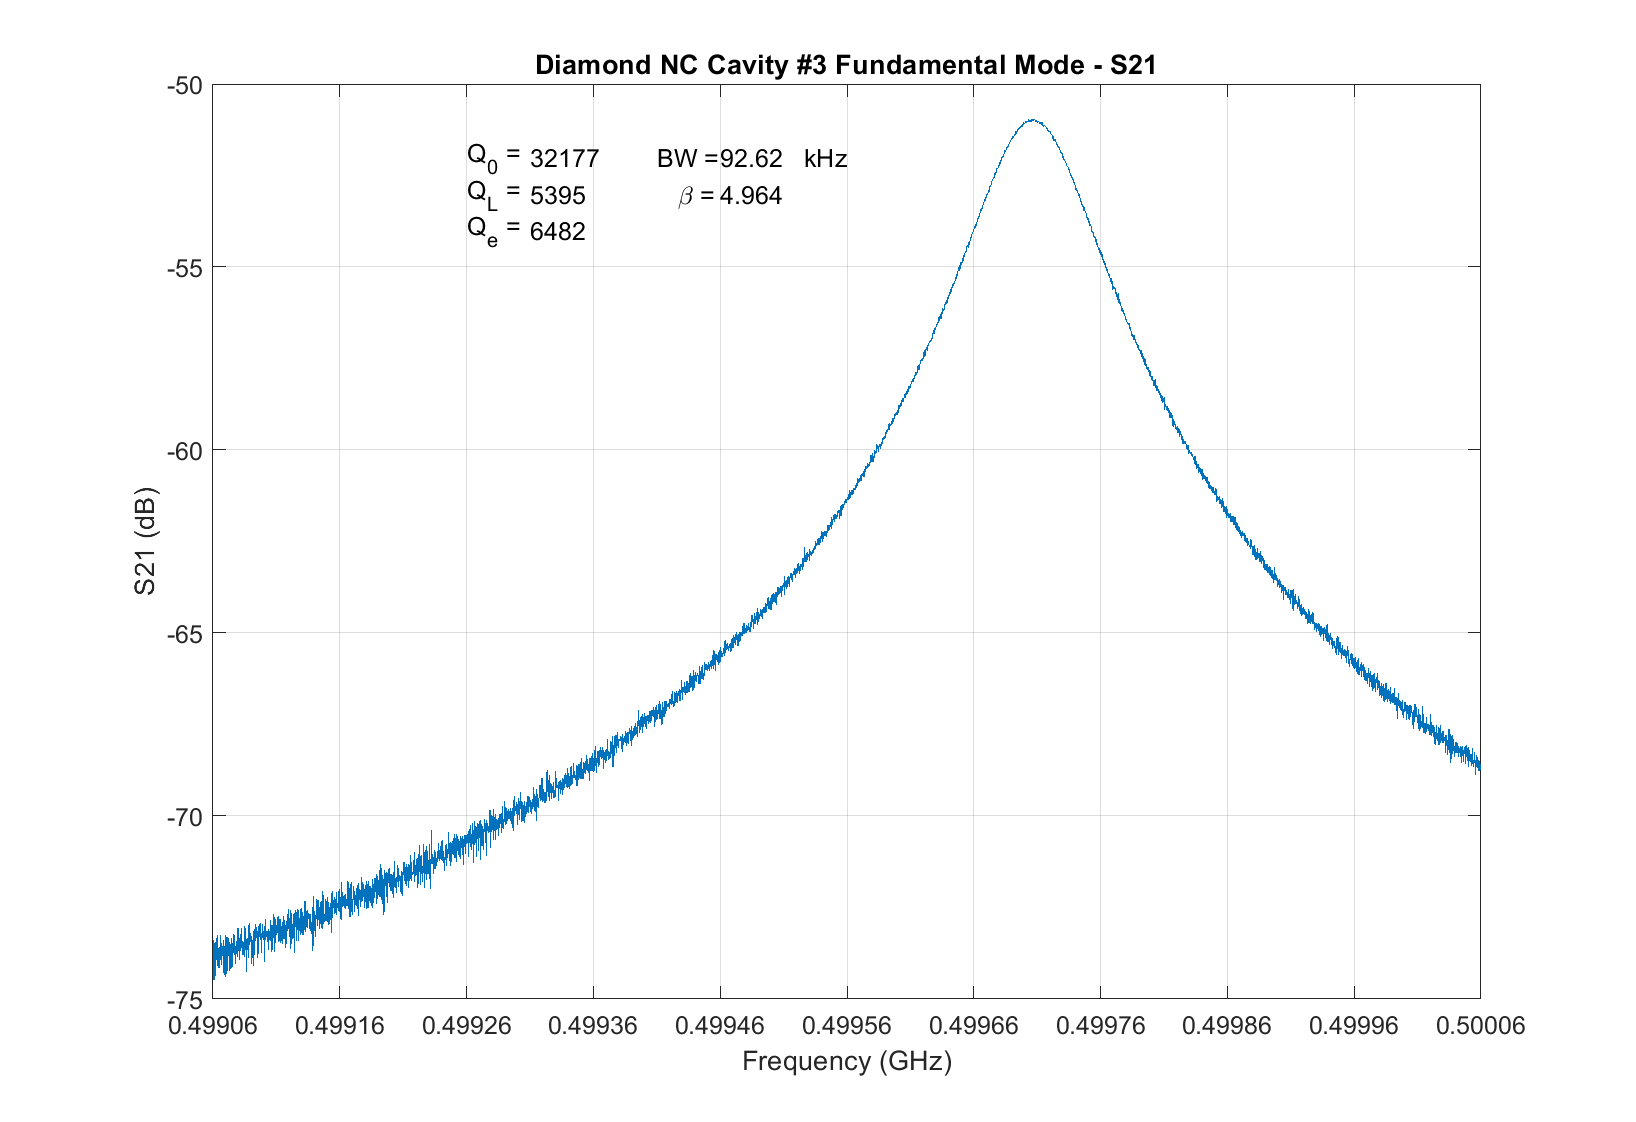 Diamond NC Cavity #3 Fundamental Mode - S21
Q0 = 32177 BW =92.62 kHz
QL = 5395 β = 4.964
Qe = 6482
-50
-55
-60
-65
-70
-75
S21 (dB)
0.49906 0.49916 0.49926 0.49936 0.49946 0.49956 0.49966 0.49976 0.49986 0.49996 0.50006
Frequency (GHz)